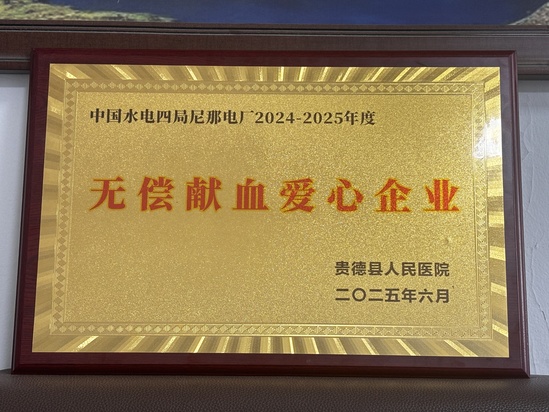 中国水电四局尼那电厂2024-2025年度
无偿献血爱心企业
贵德县人民医院
二〇二五年六月